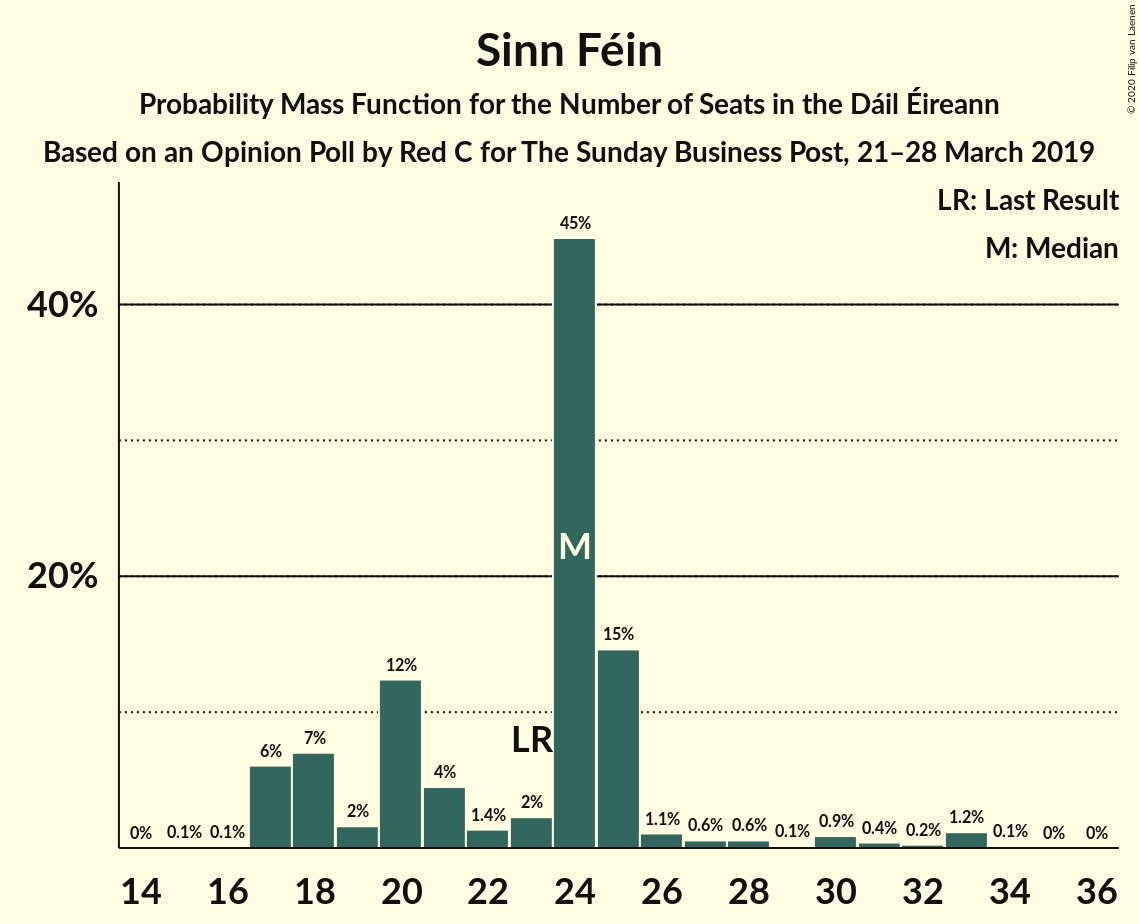 Sinn Féin
Probability Mass Function for the Number of Seats in the Dáil Éireann
Based on an Opinion Poll by Red C for The Sunday Business Post, 21–28 March 2019
© 2020 Filip van Laenen
LR: Last Result
M: Median
40%
20%
0%
0.1%
0.1%
6%
7%
2%
12%
4%
1.4%
2%
LR
45%
M
15%
1.1%
0.6%
0.6%
0.1%
0.9%
0.4%
0.2%
1.2%
0.1%
0%
0%
14 16 18 20 22 24 26 28 30 32 34 36